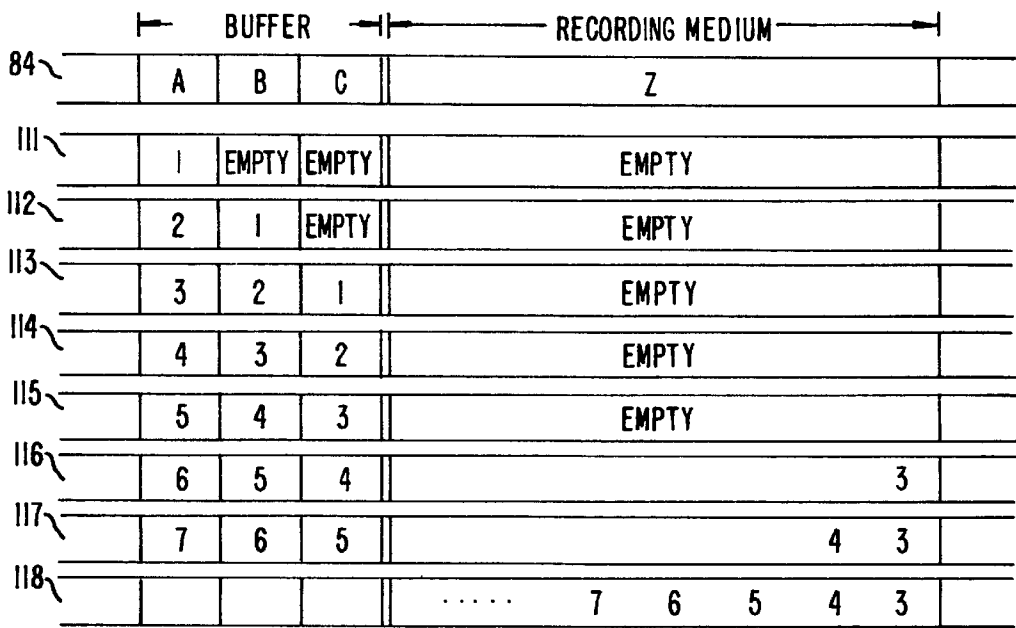 BUFFER RECORDING MEDIUM
84 A B C Z
111 1 EMPTY EMPTY EMPTY
112 2 1 EMPTY EMPTY
113 3 2 1 EMPTY
114 4 3 2 EMPTY
115 5 4 3 EMPTY
116 6 5 4 3
117 7 6 5 4 3
118 ..... 7 6 5 4 3